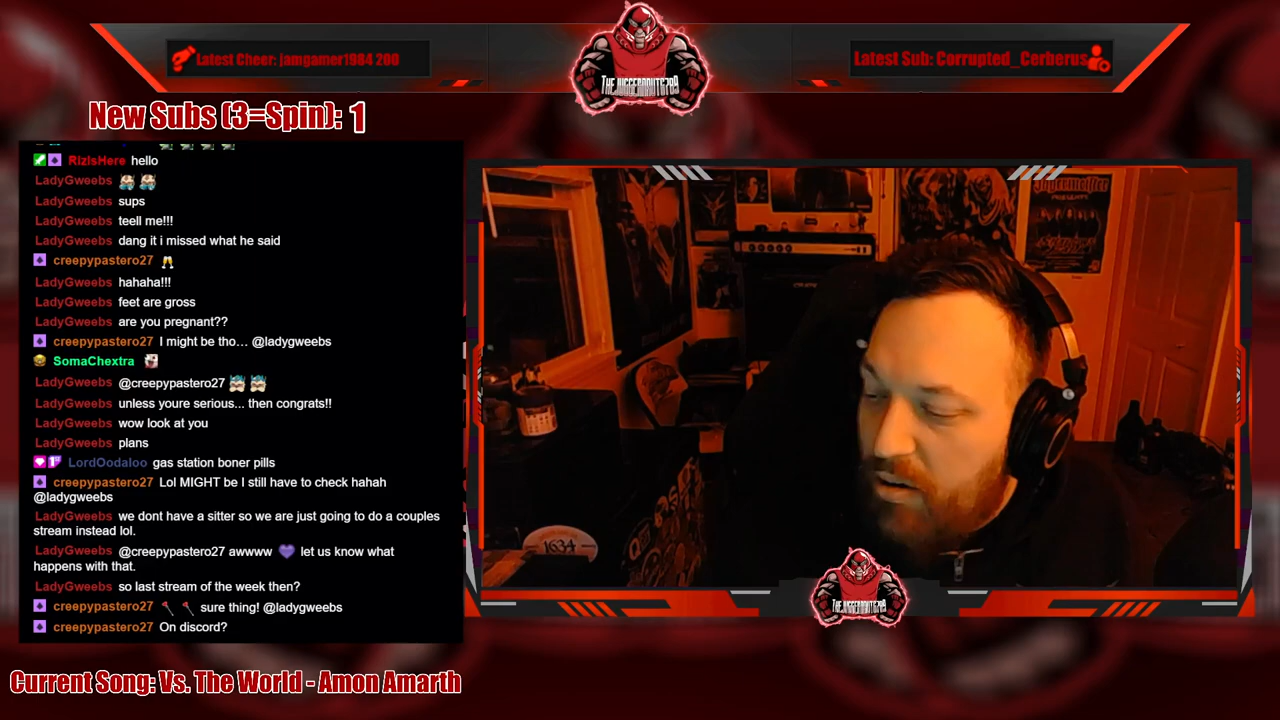 Latest Cheer: jamgamer1984 200
THEJUGGERNAUT6789
Latest Sub: Corrupted_Cerberus
New Subs (3=Spin): 1
RizIsHere hello
LadyGweebs
LadyGweebs sups
LadyGweebs teell me!!!
LadyGweebs dang it i missed what he said
creepypastero27
LadyGweebs hahaha!!!
LadyGweebs feet are gross
LadyGweebs are you pregnant??
creepypastero27 I might be tho… @ladygweebs
SomaChextra
LadyGweebs @creepypastero27
LadyGweebs unless youre serious... then congrats!!
LadyGweebs wow look at you
LadyGweebs plans
LordOodaloo gas station boner pills
creepypastero27 Lol MIGHT be I still have to check hahah
@ladygweebs
LadyGweebs we dont have a sitter so we are just going to do a couples
stream instead lol.
LadyGweebs @creepypastero27 awwww 💜 let us know what
happens with that.
LadyGweebs so last stream of the week then?
creepypastero27 sure thing! @ladygweebs
creepypastero27 On discord?
Jägermeister
1634
THEJUGGERNAUT6789
Current Song: Vs. The World - Amon Amarth